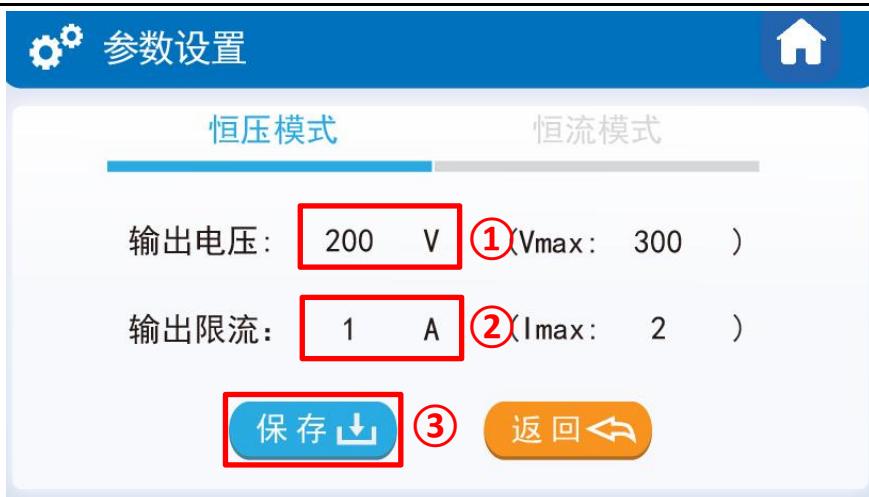 参数设置
恒压模式 恒流模式
输出电压: 200 V ① (Vmax: 300 )
输出限流: 1 A ② (Imax: 2 )
保存 ③ 返回